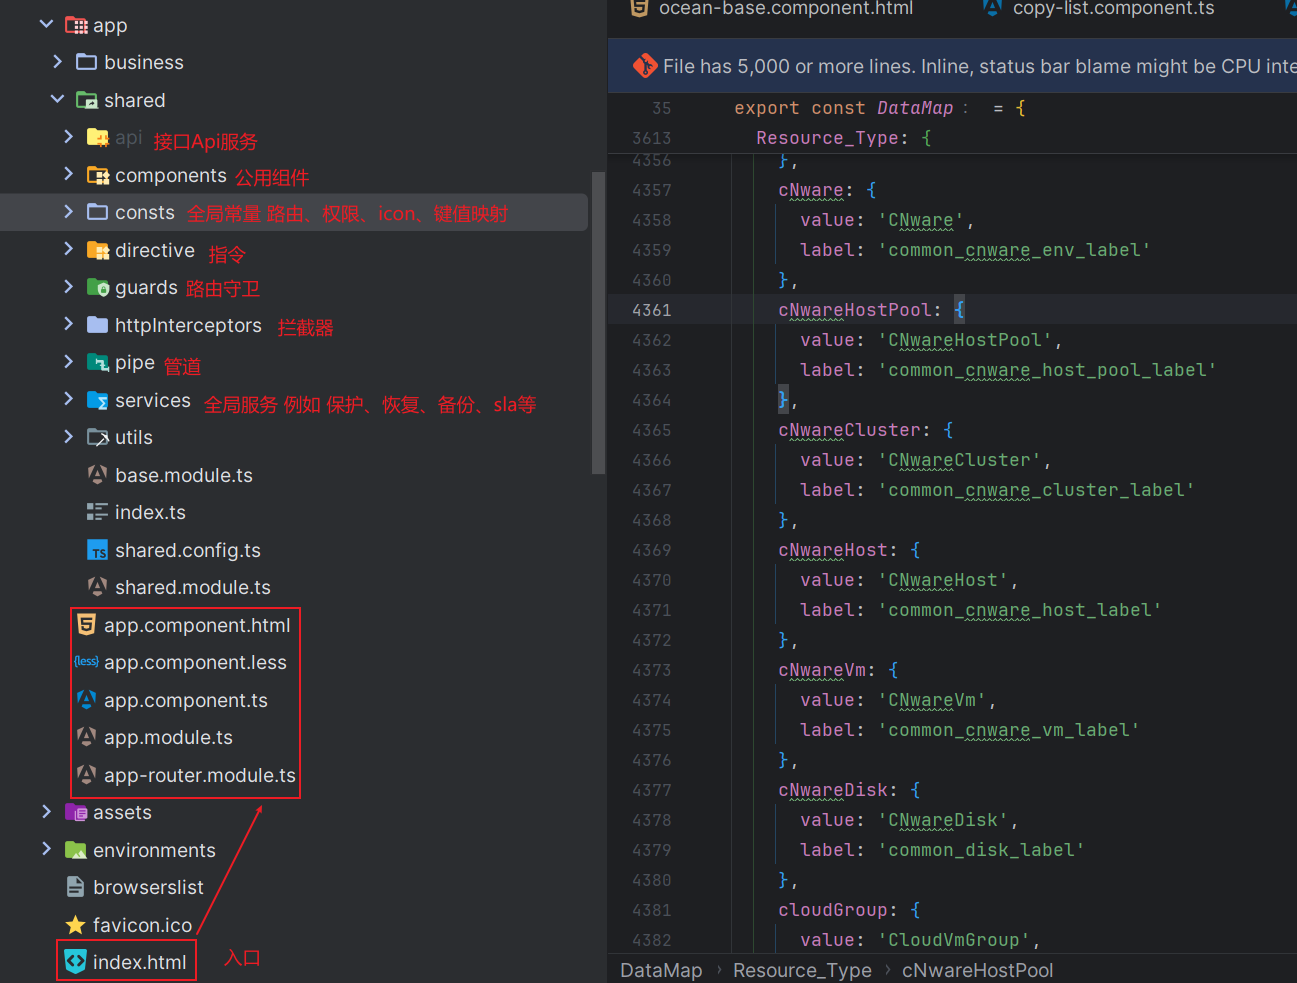 app
business
shared
api 接口Api服务
components 公用组件
consts 全局常量 路由、权限、icon、键值映射
directive 指令
guards 路由守卫
httpInterceptors 拦截器
pipe 管道
services 全局服务 例如 保护、恢复、备份、sla等
utils
base.module.ts
index.ts
shared.config.ts
shared.module.ts
app.component.html
app.component.less
app.component.ts
app.module.ts
app-router.module.ts
assets
environments
browserslist
favicon.ico
index.html 入口
ocean-base.component.html copy-list.component.ts
File has 5,000 or more lines. Inline, status bar blame might be CPU inte
35 export const DataMap : = {
3613 Resource_Type: {
4356 },
4357 cNware: {
4358 value: 'CNware',
4359 label: 'common_cnware_env_label'
4360 },
4361 cNwareHostPool: {
4362 value: 'CNwareHostPool',
4363 label: 'common_cnware_host_pool_label'
4364 },
4365 cNwareCluster: {
4366 value: 'CNwareCluster',
4367 label: 'common_cnware_cluster_label'
4368 },
4369 cNwareHost: {
4370 value: 'CNwareHost',
4371 label: 'common_cnware_host_label'
4372 },
4373 cNwareVm: {
4374 value: 'CNwareVm',
4375 label: 'common_cnware_vm_label'
4376 },
4377 cNwareDisk: {
4378 value: 'CNwareDisk',
4379 label: 'common_disk_label'
4380 },
4381 cloudGroup: {
4382 value: 'CloudVmGroup',
DataMap › Resource_Type › cNwareHostPool